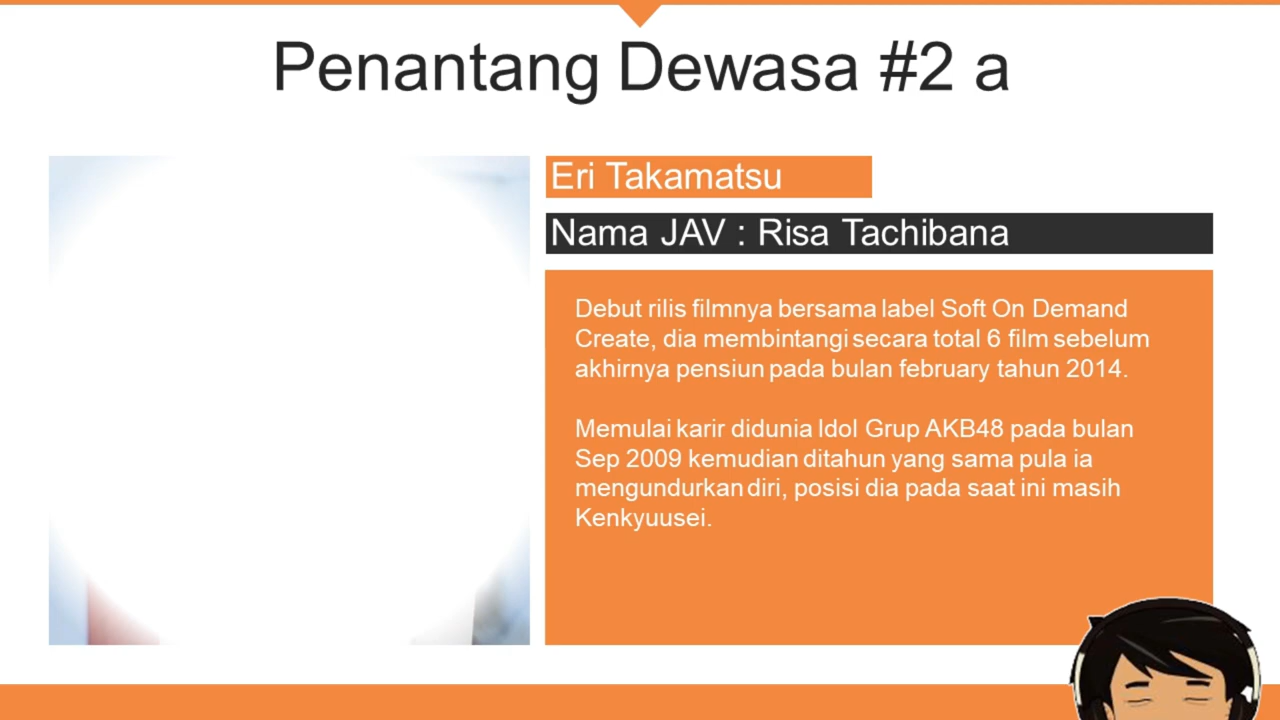 Penantang Dewasa #2 a
Eri Takamatsu
Nama JAV : Risa Tachibana
Debut rilis filmnya bersama label Soft On Demand
Create, dia membintangi secara total 6 film sebelum
akhirnya pensiun pada bulan february tahun 2014.
Memulai karir didunia Idol Grup AKB48 pada bulan
Sep 2009 kemudian ditahun yang sama pula ia
mengundurkan diri, posisi dia pada saat ini masih
Kenkyuusei.